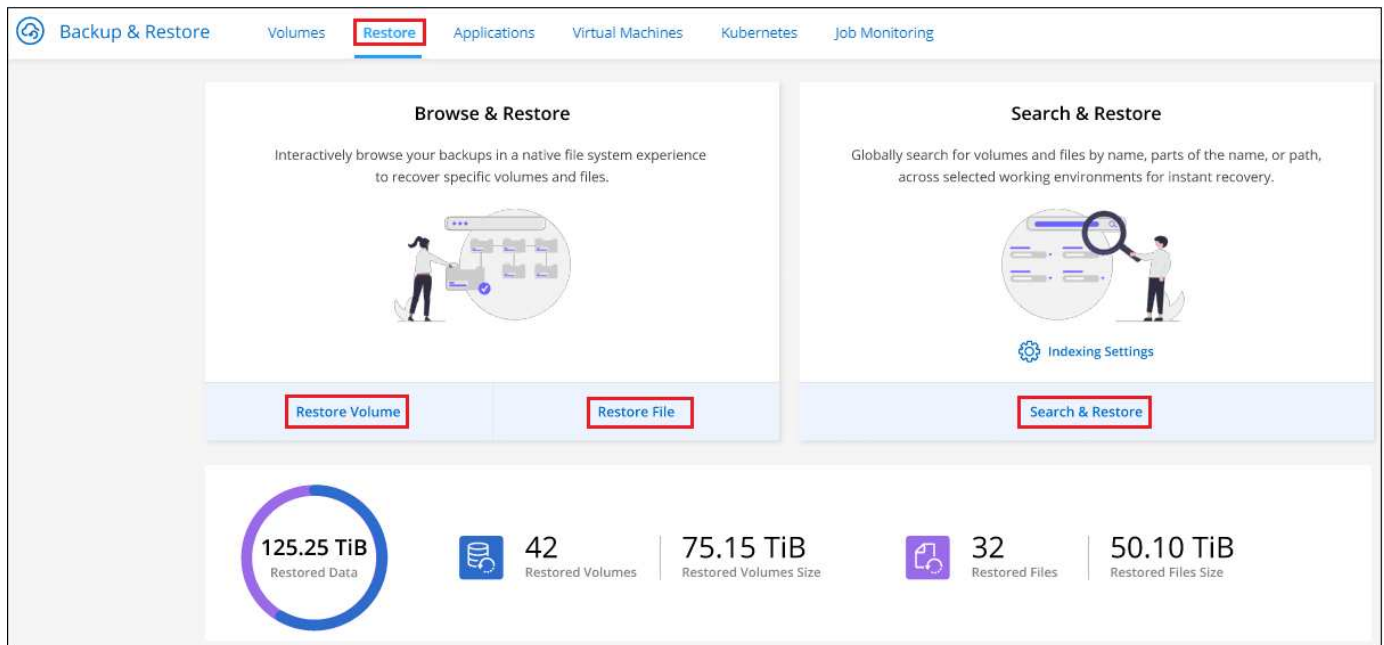 Backup & Restore
Volumes
Restore
Applications
Virtual Machines
Kubernetes
Job Monitoring
Browse & Restore
Interactively browse your backups in a native file system experience
to recover specific volumes and files.
Restore Volume
Restore File
Search & Restore
Globally search for volumes and files by name, parts of the name, or path,
across selected working environments for instant recovery.
Indexing Settings
Search & Restore
125.25 TiB
Restored Data
42
Restored Volumes
75.15 TiB
Restored Volumes Size
32
Restored Files
50.10 TiB
Restored Files Size